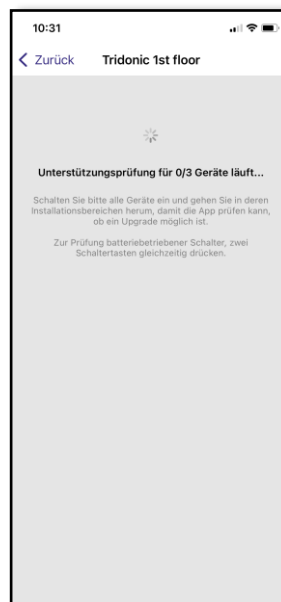 10:31
Zurück Tridonic 1st floor
Unterstützungsprüfung für 0/3 Geräte läuft...
Schalten Sie bitte alle Geräte ein und gehen Sie in deren
Installationsbereichen herum, damit die App prüfen kann,
ob ein Upgrade möglich ist.
Zur Prüfung batteriebetriebener Schalter, zwei
Schaltertasten gleichzeitig drücken.